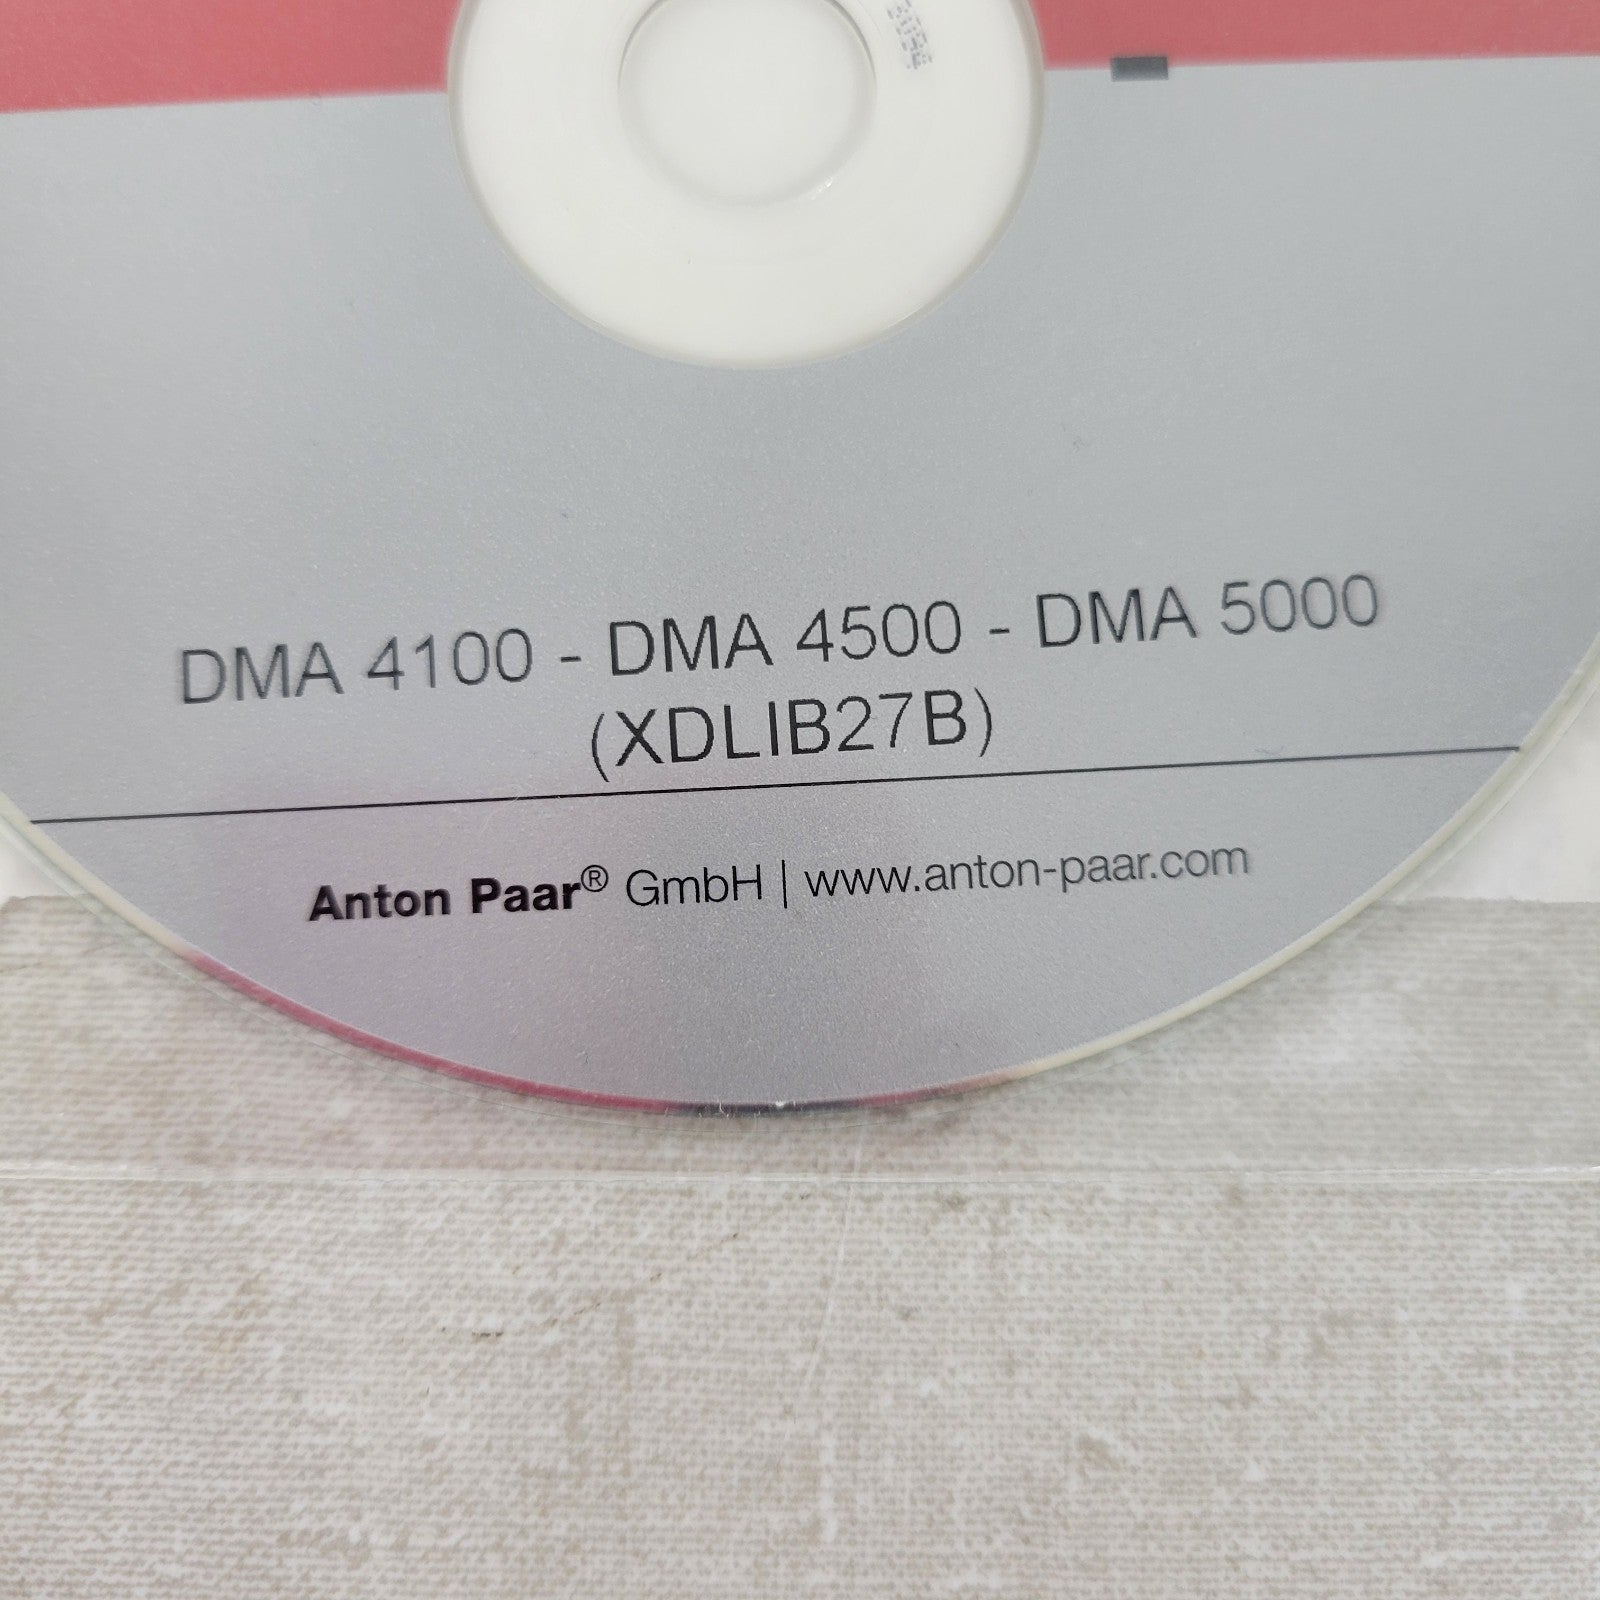 DMA 4100 - DMA 4500 - DMA 5000
(XDLIB27B)
Anton Paar® GmbH | www.anton-paar.com